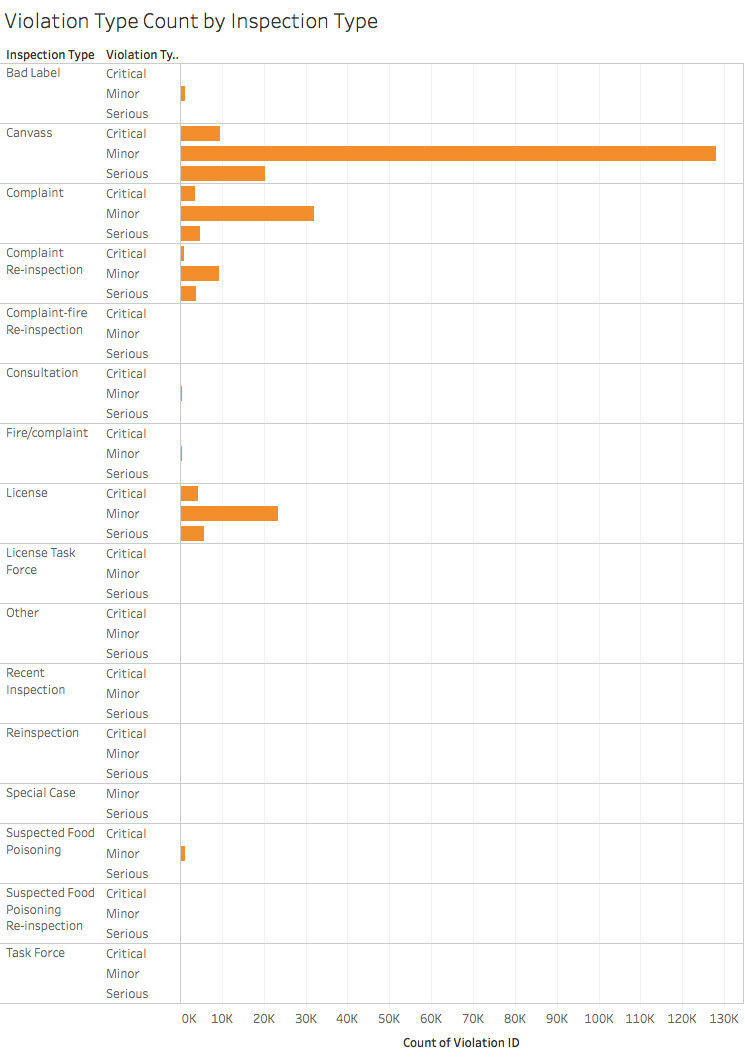 Violation Type Count by Inspection Type
Inspection Type Violation Ty..
Bad Label Critical
Minor
Serious
Canvass Critical
Minor
Serious
Complaint Critical
Minor
Serious
Complaint Critical
Re-inspection Minor
Serious
Complaint-fire Critical
Re-inspection Minor
Serious
Consultation Critical
Minor
Serious
Fire/complaint Critical
Minor
Serious
License Critical
Minor
Serious
License Task Critical
Force Minor
Serious
Other Critical
Minor
Serious
Recent Critical
Inspection Minor
Serious
Reinspection Critical
Minor
Serious
Special Case Minor
Serious
Suspected Food Critical
Poisoning Minor
Serious
Suspected Food Critical
Poisoning Minor
Re-inspection Serious
Task Force Critical
Minor
Serious
0K 10K 20K 30K 40K 50K 60K 70K 80K 90K 100K 110K 120K 130K
Count of Violation ID